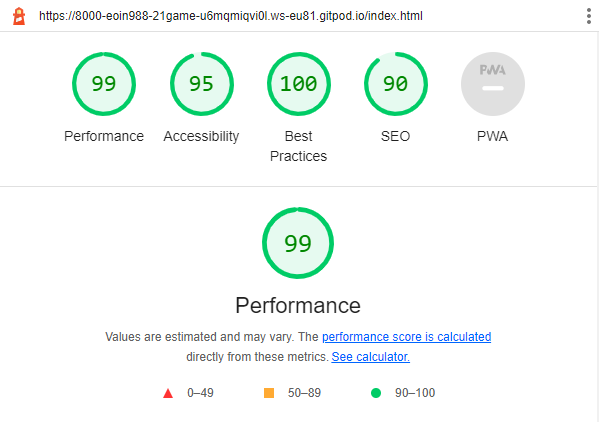 https://8000-eoin988-21game-u6mqmiqvi0l.ws-eu81.gitpod.io/index.html
99
95
100
90
PWA
Performance
Accessibility
Best
Practices
SEO
PWA
99
Performance
Values are estimated and may vary. The performance score is calculated
directly from these metrics. See calculator.
0–49
50–89
90–100